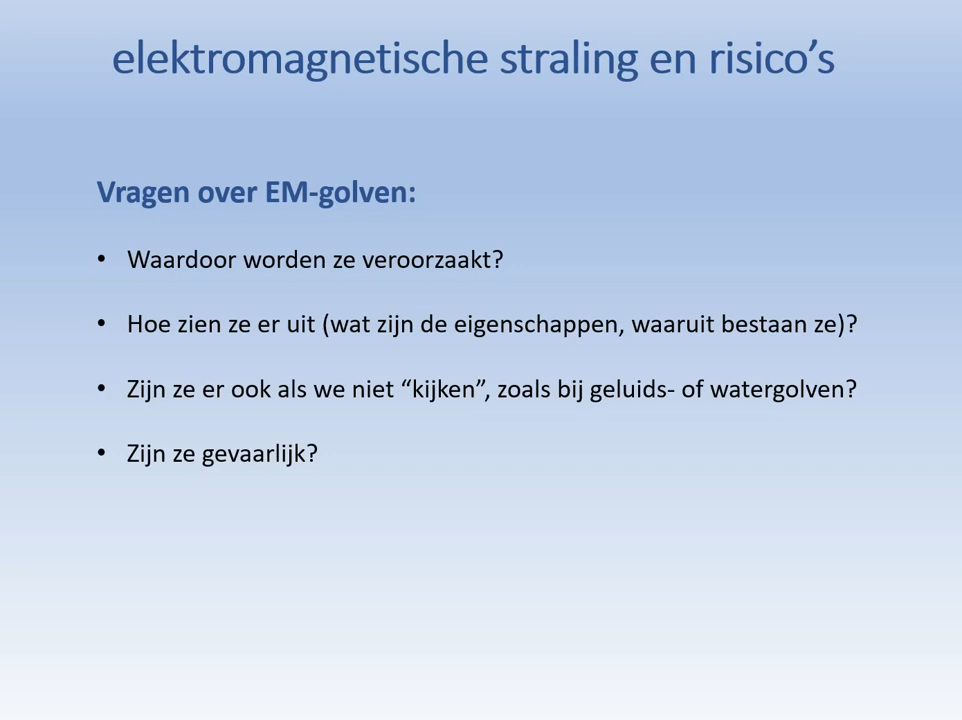 elektromagnetische straling en risico’s
Vragen over EM-golven:
• Waardoor worden ze veroorzaakt?
• Hoe zien ze er uit (wat zijn de eigenschappen, waaruit bestaan ze)?
• Zijn ze er ook als we niet “kijken”, zoals bij geluids- of watergolven?
• Zijn ze gevaarlijk?